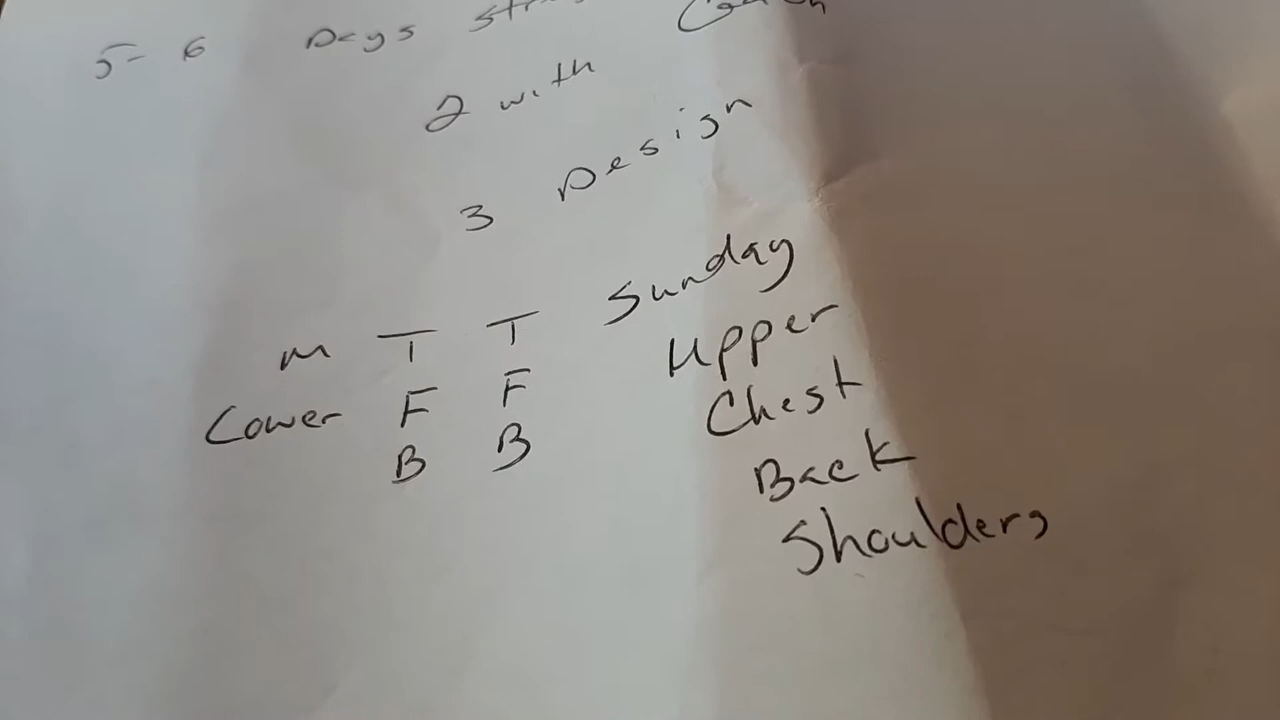 5-6 Days
2 with
3 Design
M T T Sunday
Lower F F Upper
B B Chest
Back
Shoulders